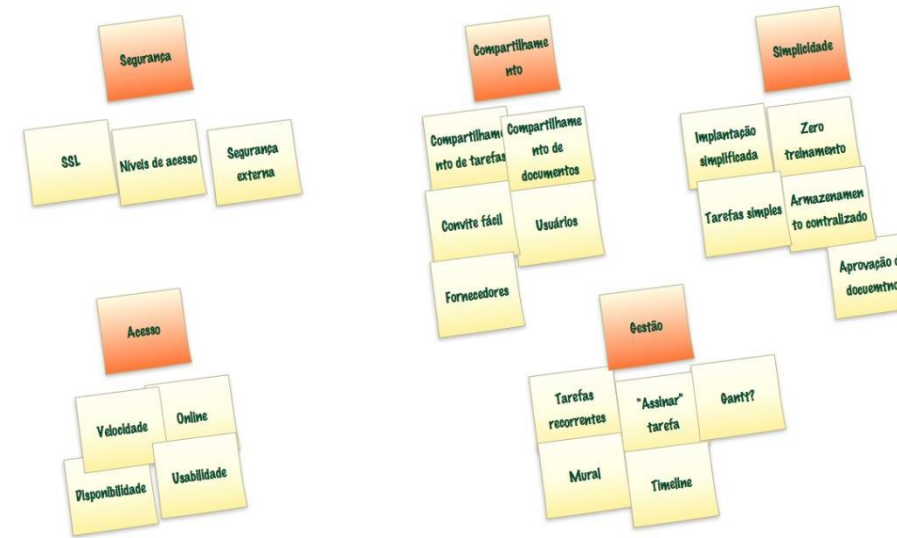 Segurança
SSL
Níveis de acesso
Segurança
externa
Compartilhame
nto
Compartilhame
nto de tarefas
Compartilhame
nto de
documentos
Convite fácil
Usuários
Fornecedores
Simplicidade
Implantação
simplificada
Zero
treinamento
Tarefas simples
Armazenamen
to contralizado
Aprovação d
docuemtno
Acesso
Velocidade
Online
Disponibilidade
Usabilidade
Gestão
Tarefas
recorrentes
"Assinar"
tarefa
Gantt?
Mural
Timeline